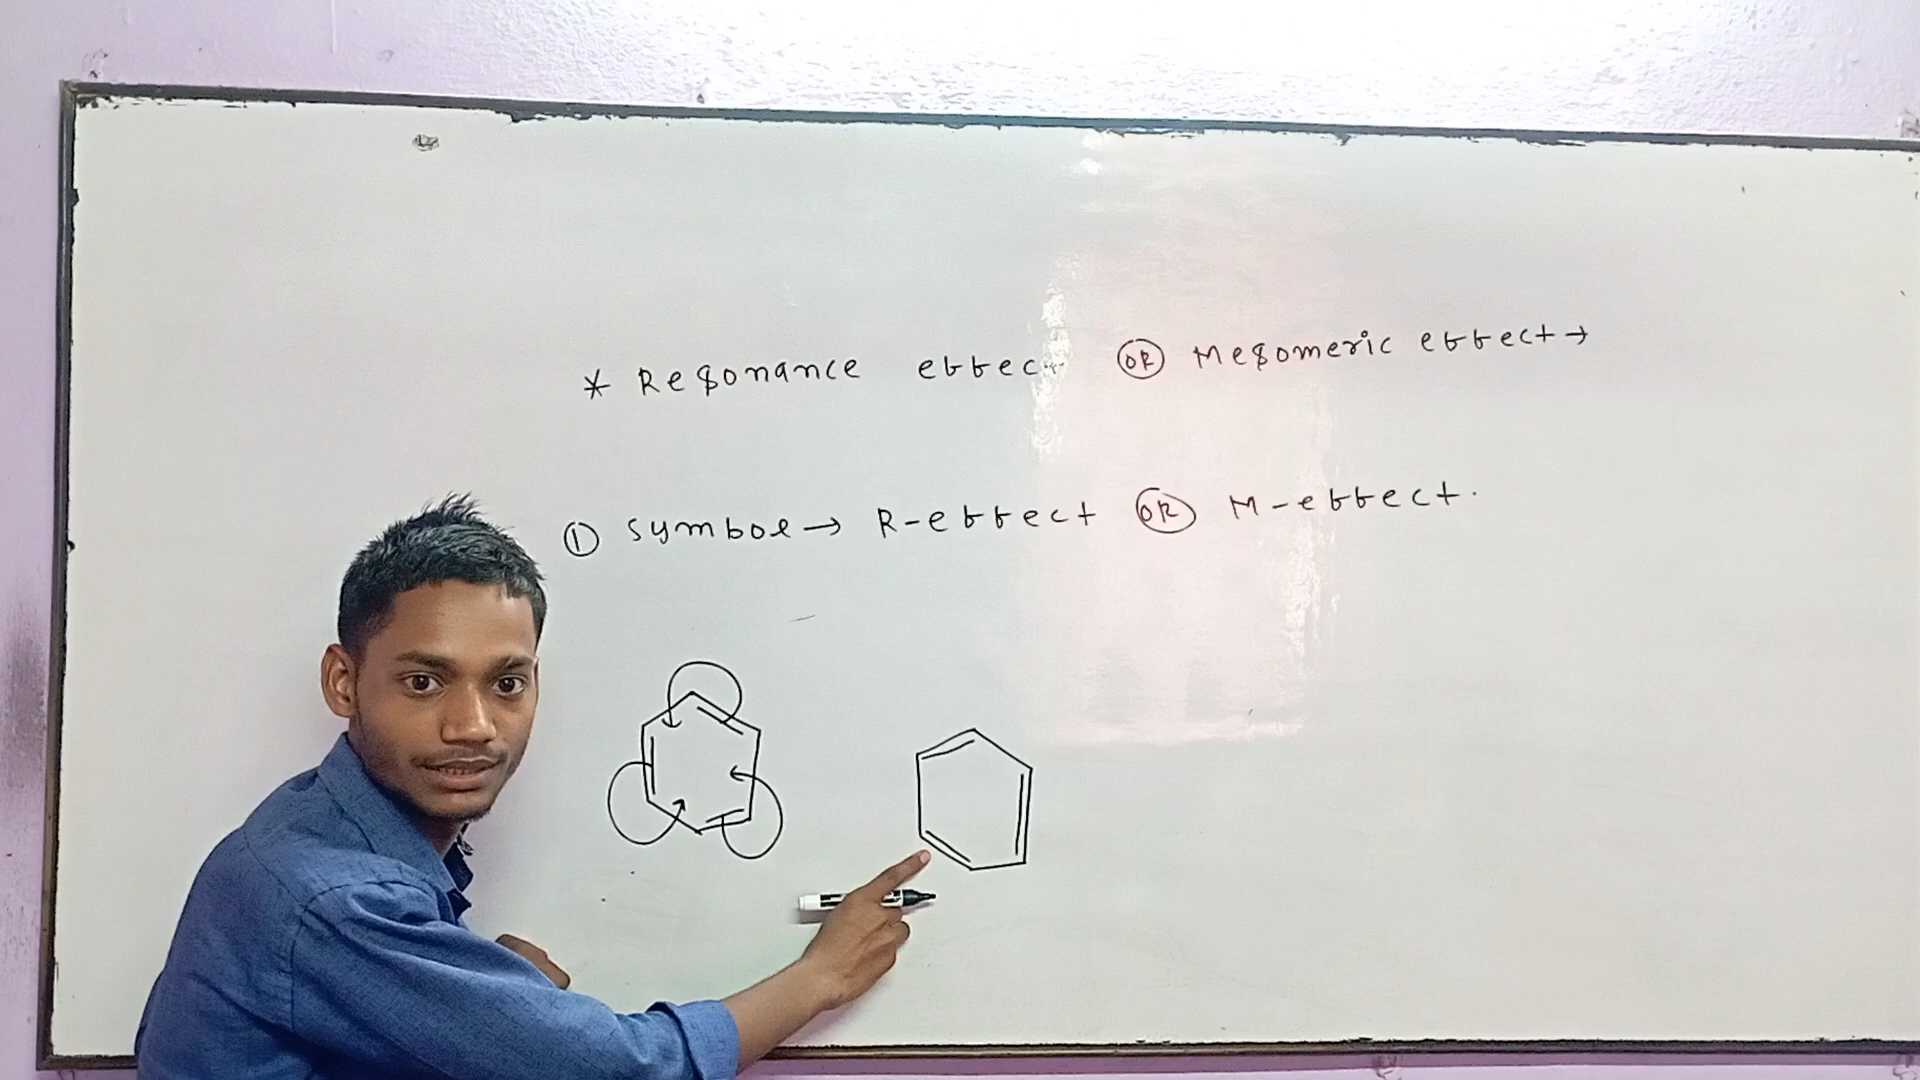 * Resonance effect OR Mesomeric effect →
① Symbol → R-effect OR M-effect.